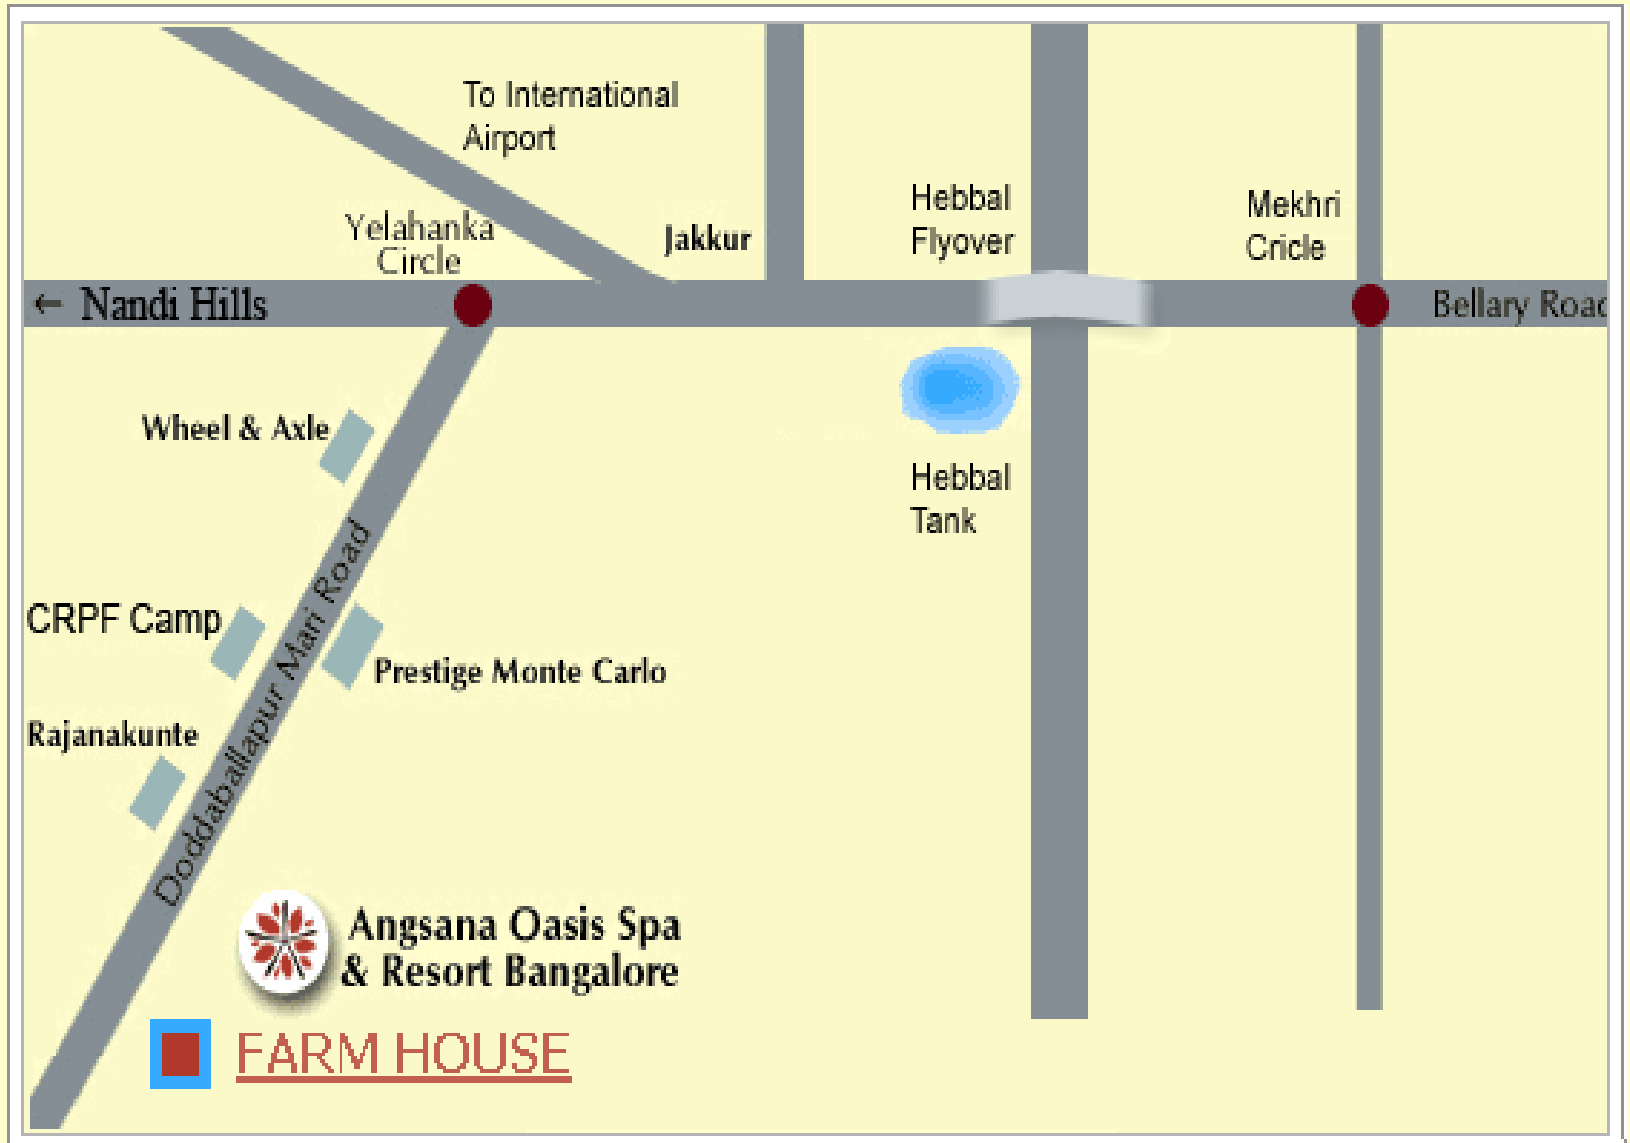 To International
Airport
Yelahanka
Circle
Jakkur
Hebbal
Flyover
Mekhri
Cricle
← Nandi Hills
Bellary Road
Wheel & Axle
Hebbal
Tank
Doddaballapur Mari Road
CRPF Camp
Prestige Monte Carlo
Rajanakunte
Angsana Oasis Spa
& Resort Bangalore
FARM HOUSE